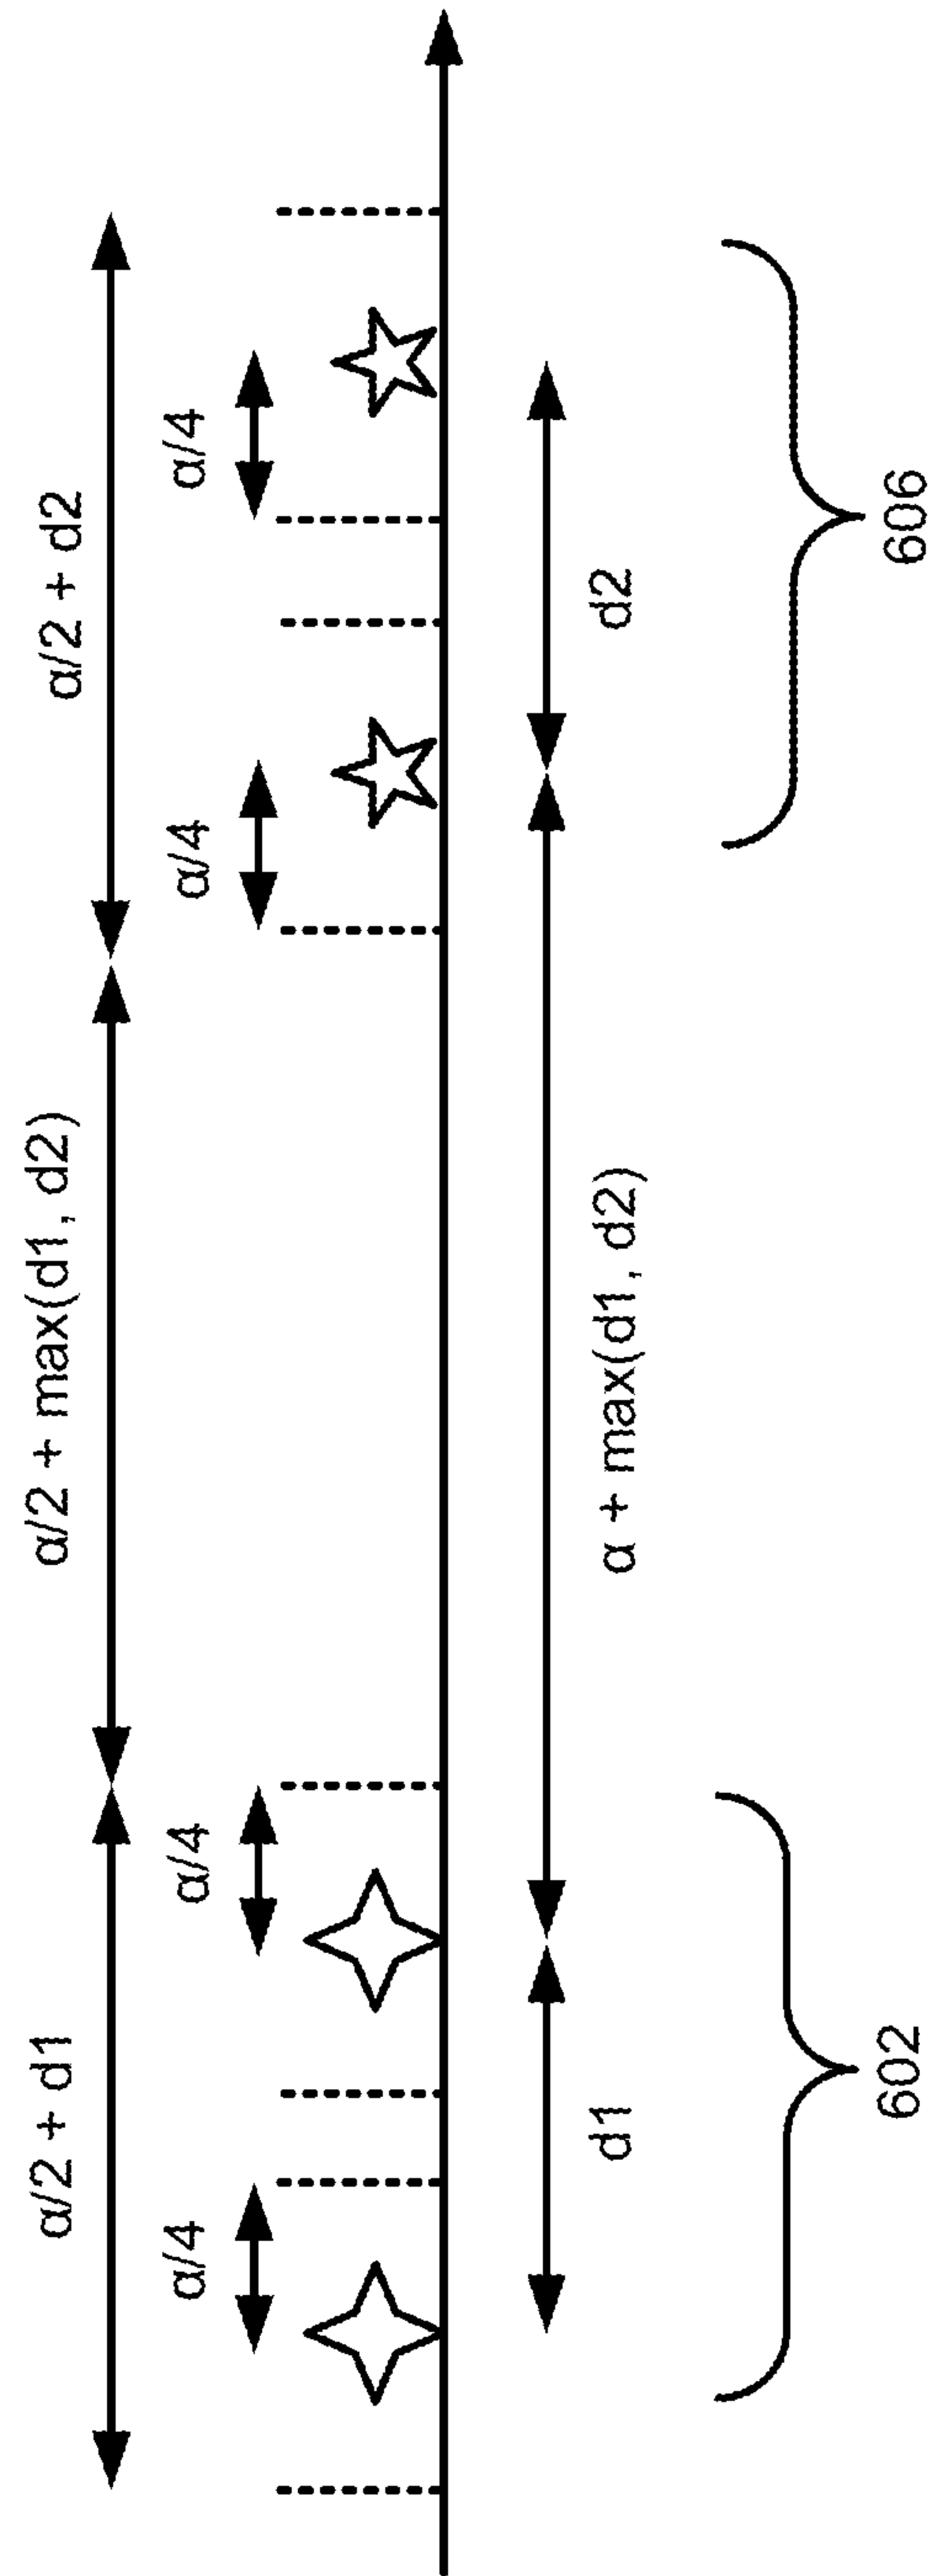 α/2 + d1
α/2 + max(d1, d2)
α/2 + d2
α/4
α/4
α/4
α/4
d1
α + max(d1, d2)
d2
602
606